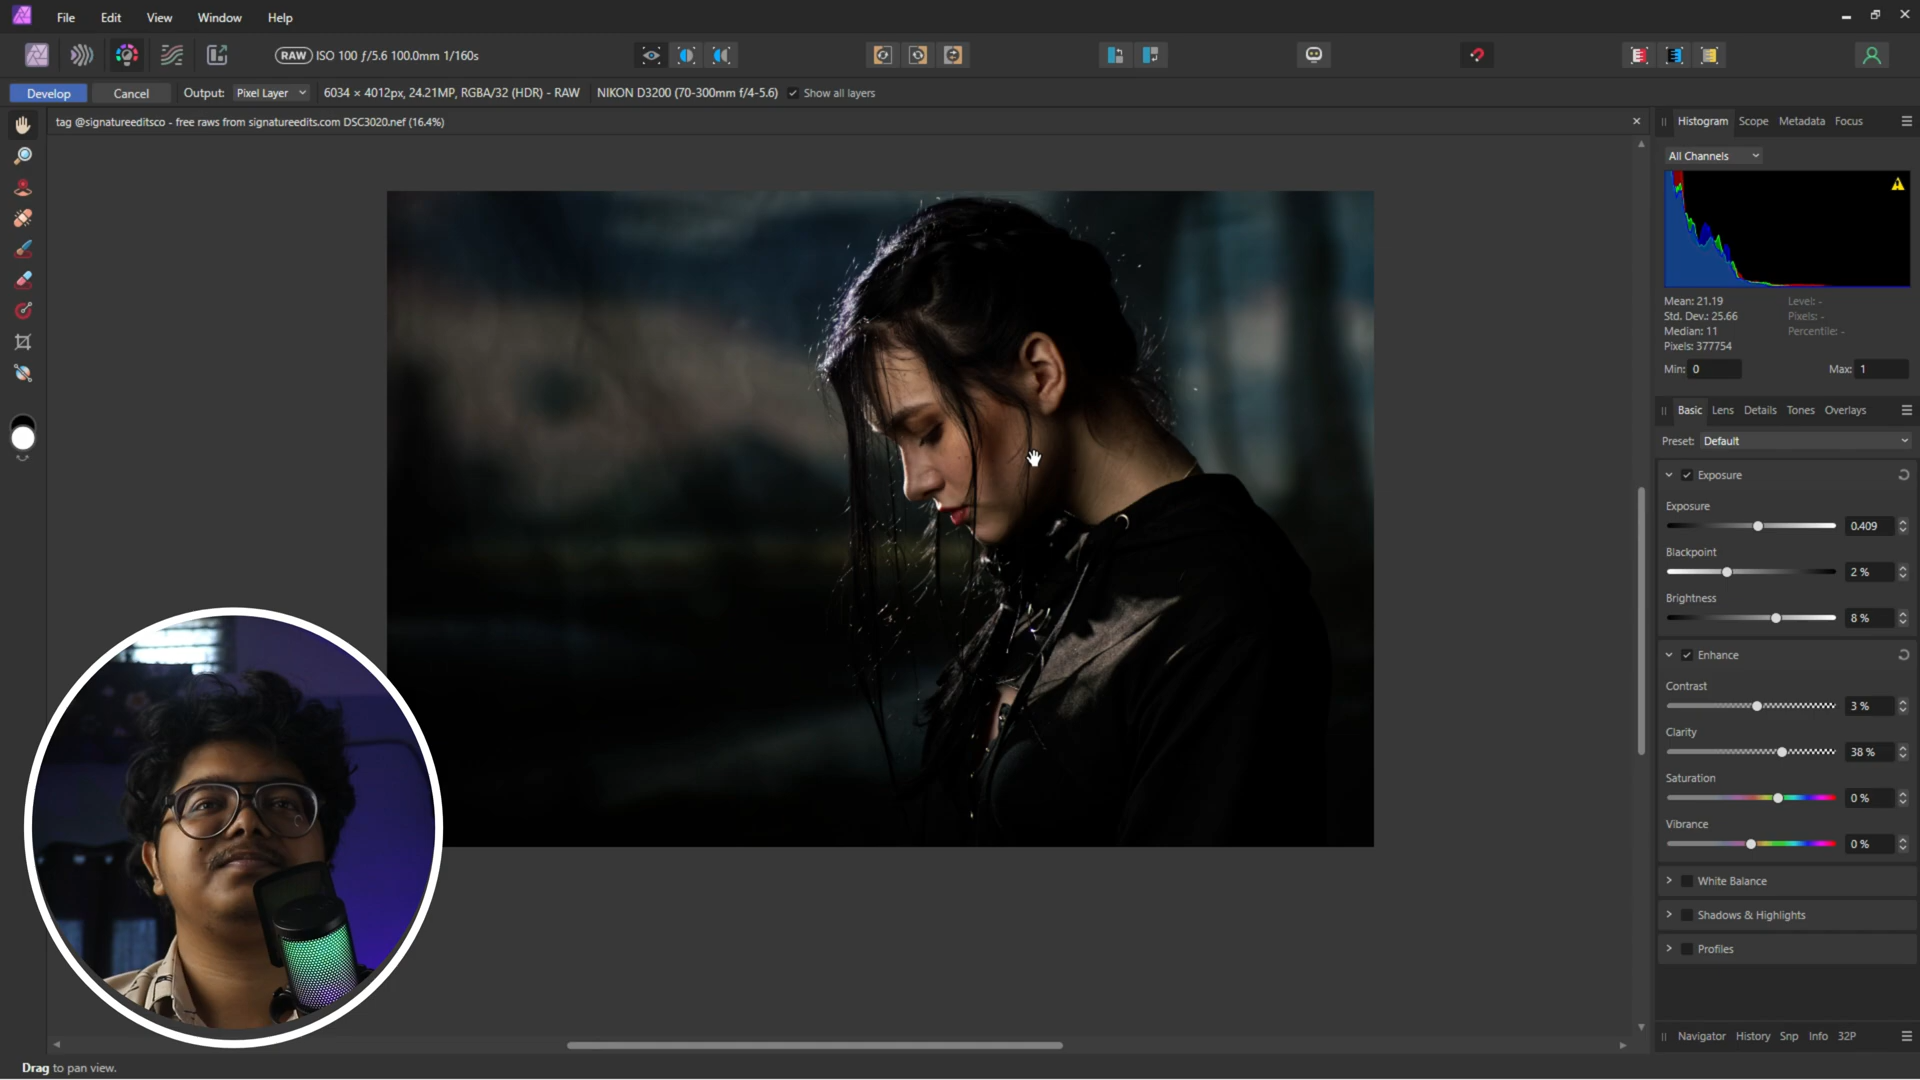 File Edit View Window Help
RAW ISO 100 ƒ/5.6 100.0mm 1/160s
Develop Cancel Output: Pixel Layer 6034 × 4012px, 24.21MP, RGBA/32 (HDR) - RAW NIKON D3200 (70-300mm f/4-5.6) Show all layers
tag @signatureeditsco - free raws from signatureedits.com DSC3020.nef (16.4%)
Histogram Scope Metadata Focus
All Channels
Mean: 21.19 Level: -
Std. Dev.: 25.66 Pixels: -
Median: 11 Percentile: -
Pixels: 377754
Min: 0 Max: 1
Basic Lens Details Tones Overlays
Preset: Default
Exposure
Exposure
0.409
Blackpoint
2 %
Brightness
8 %
Enhance
Contrast
3 %
Clarity
38 %
Saturation
0 %
Vibrance
0 %
White Balance
Shadows & Highlights
Profiles
Navigator History Snp Info 32P
Drag to pan view.